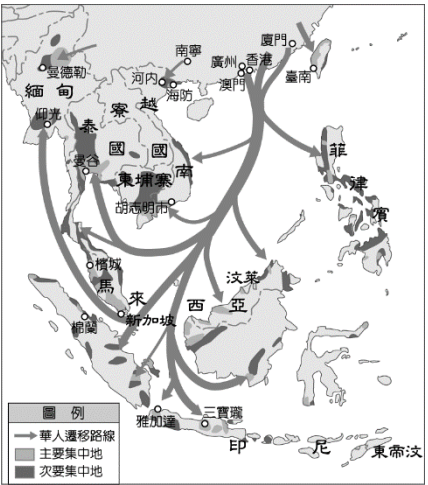 廈門
南寧
廣州
香港
澳門
臺南
曼德勒
河內
海防
緬甸
仰光
寮國
越南
泰國
曼谷
柬埔寨
胡志明市
菲律賓
檳城
馬來西亞
汶萊
新加坡
棉蘭
雅加達
三寶瓏
印尼
東帝汶
圖例
華人遷移路線
主要集中地
次要集中地